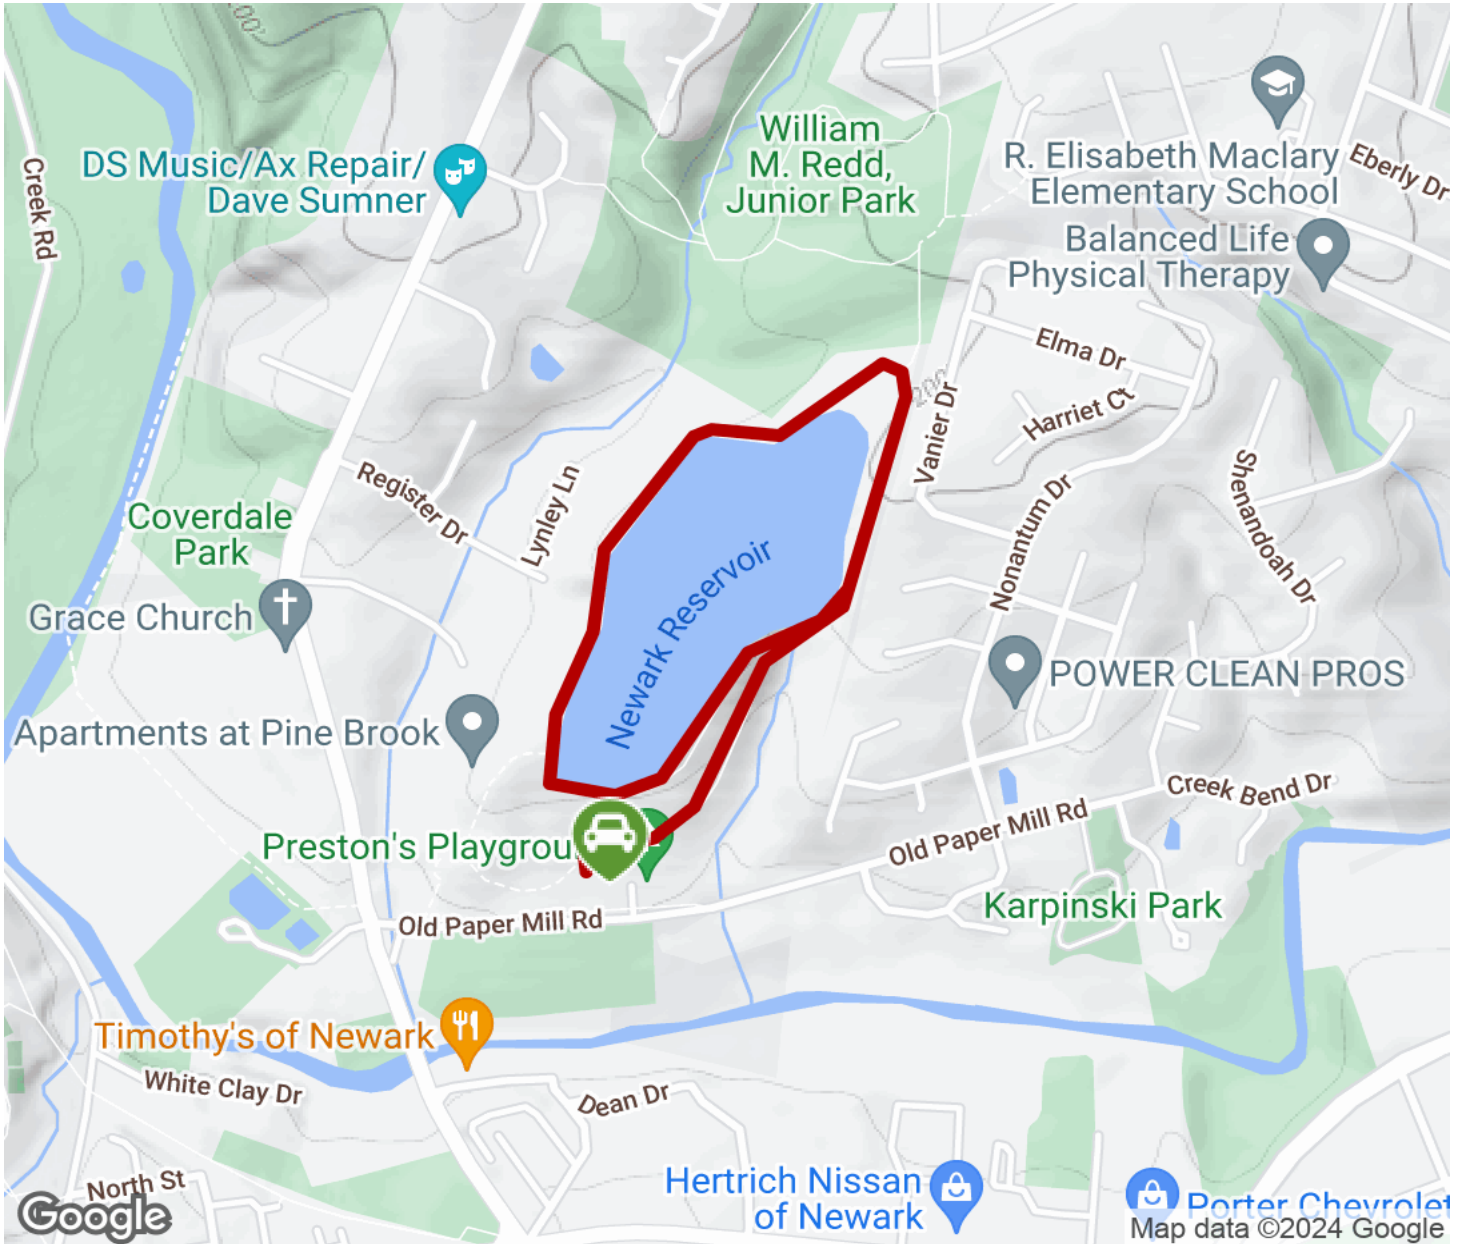 200'
William
M. Redd,
Junior Park
DS Music/Ax Repair/
Dave Sumner
R. Elisabeth Maclary
Elementary School
Eberly Dr
Creek Rd
Balanced Life
Physical Therapy
Elma Dr
200'
Harriet Ct
Vanier Dr
Register Dr
Lynley Ln
Shenandoah Dr
Nonantum Dr
Coverdale
Park
Grace Church
Newark Reservoir
POWER CLEAN PROS
Apartments at Pine Brook
Creek Bend Dr
Preston's Playgrou
Old Paper Mill Rd
Karpinski Park
Old Paper Mill Rd
Timothy's of Newark
White Clay Dr
Dean Dr
North St
Hertrich Nissan
of Newark
Porter Chevrolet
Google
Map data ©2024 Google